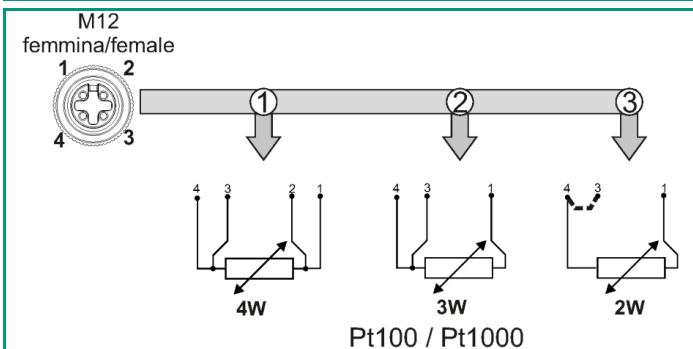 M12
femmina/female
1 2
4 3
1 2 3
4 3 2 1
4 3 1
4 3 1
4W
3W
2W
Pt100 / Pt1000